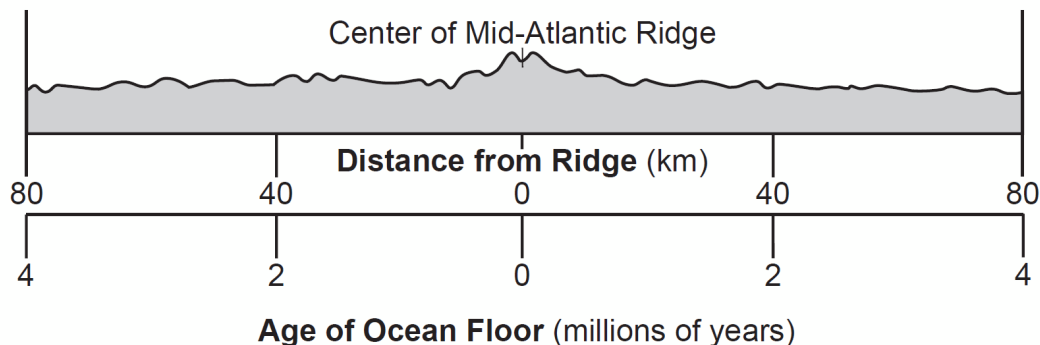 Center of Mid-Atlantic Ridge
Distance from Ridge (km)
80 40 0 40 80
4 2 0 2 4
Age of Ocean Floor (millions of years)